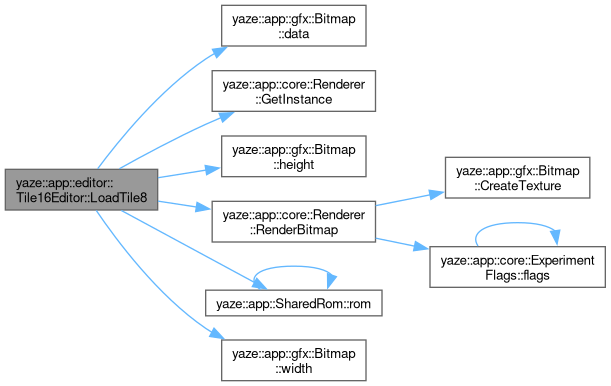 yaze::app::gfx::Bitmap
::data
yaze::app::core::Renderer
::GetInstance
yaze::app::gfx::Bitmap
::height
yaze::app::editor::
Tile16Editor::LoadTile8
yaze::app::core::Renderer
::RenderBitmap
yaze::app::gfx::Bitmap
::CreateTexture
yaze::app::core::Experiment
Flags::flags
yaze::app::SharedRom::rom
yaze::app::gfx::Bitmap
::width